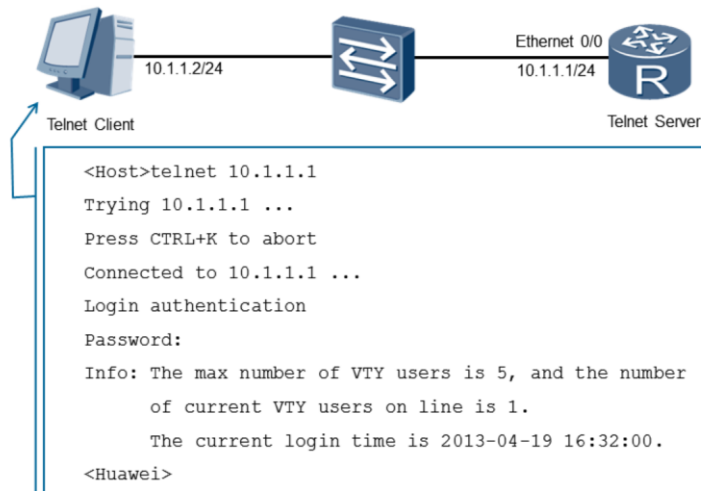 Ethernet 0/0
10.1.1.2/24
10.1.1.1/24
R
Telnet Client
Telnet Server
<Host>telnet 10.1.1.1
Trying 10.1.1.1 ...
Press CTRL+K to abort
Connected to 10.1.1.1 ...
Login authentication
Password:
Info: The max number of VTY users is 5, and the number
of current VTY users on line is 1.
The current login time is 2013-04-19 16:32:00.
<Huawei>